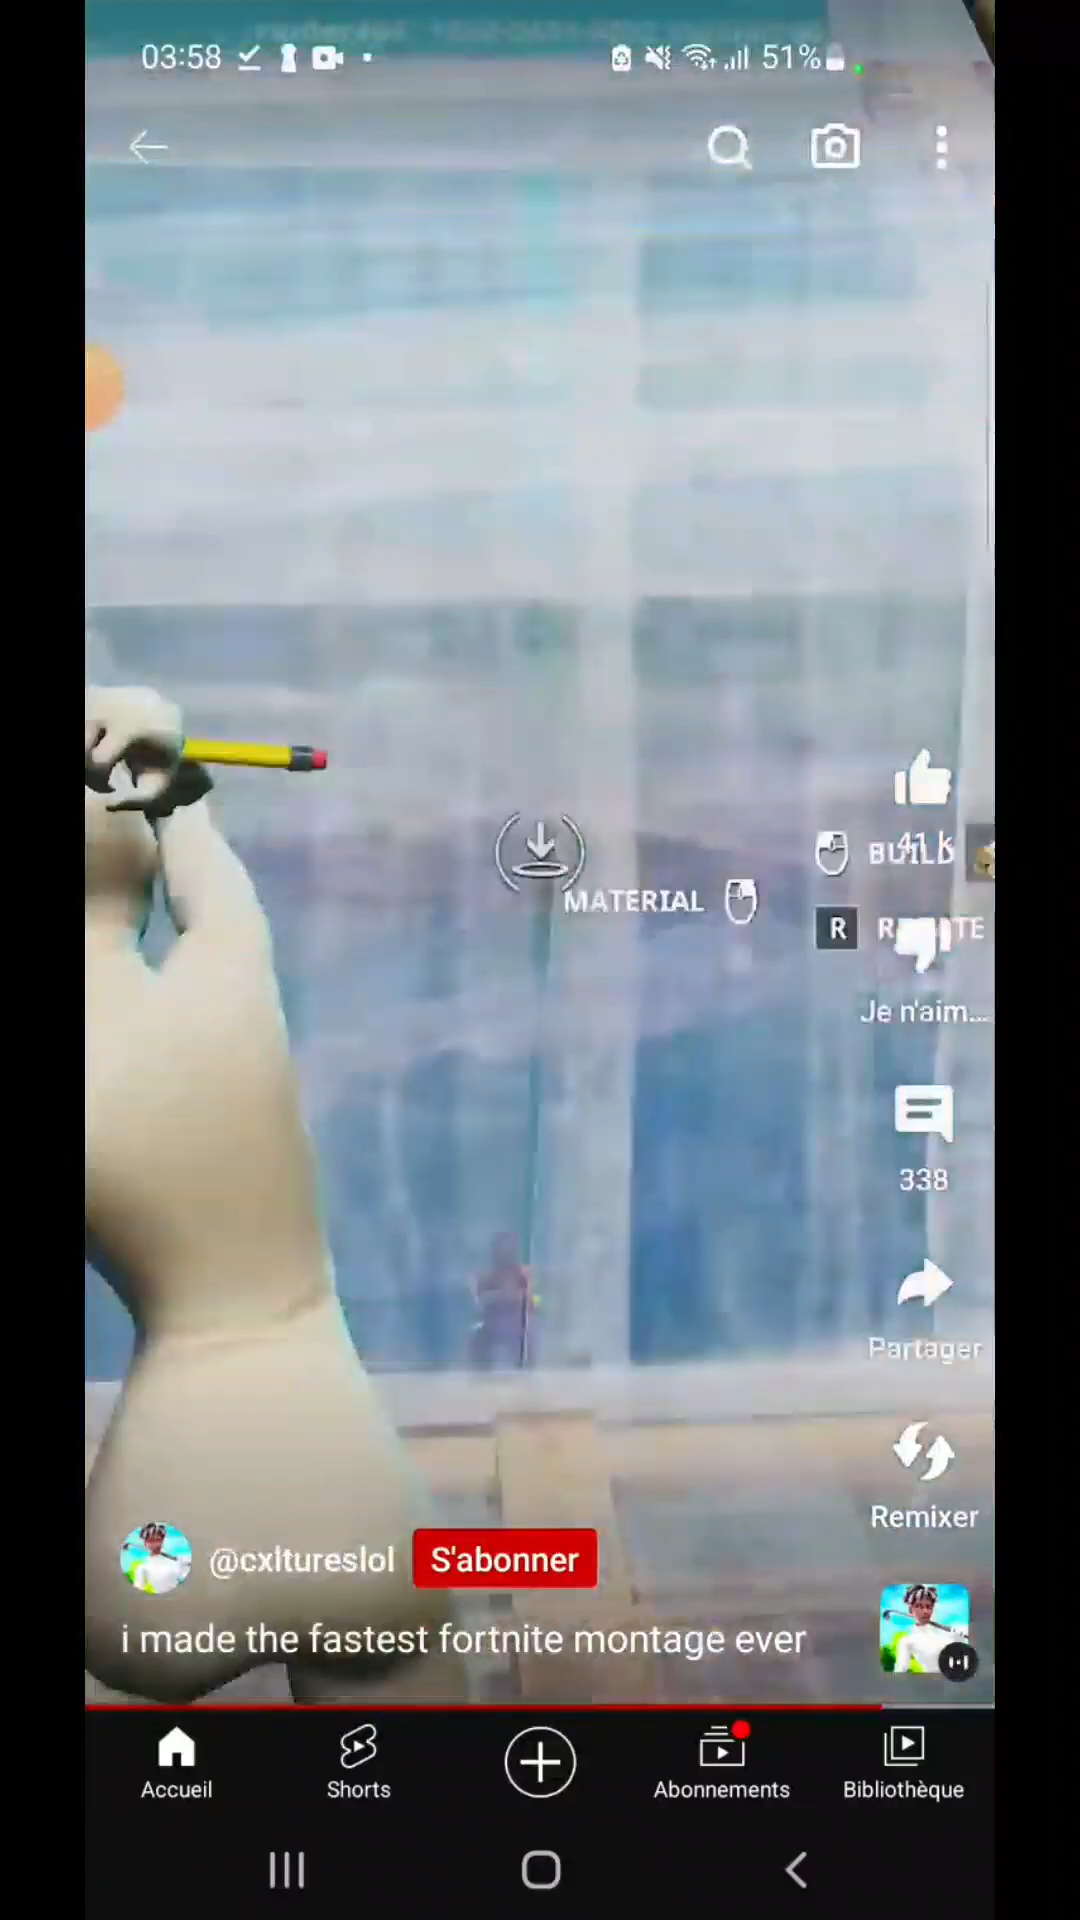 03:58
51%
41 k
BUILD
MATERIAL
R
Je n'aim...
338
Partager
Remixer
@cxltureslol
S'abonner
i made the fastest fortnite montage ever
Accueil
Shorts
Abonnements
Bibliothèque